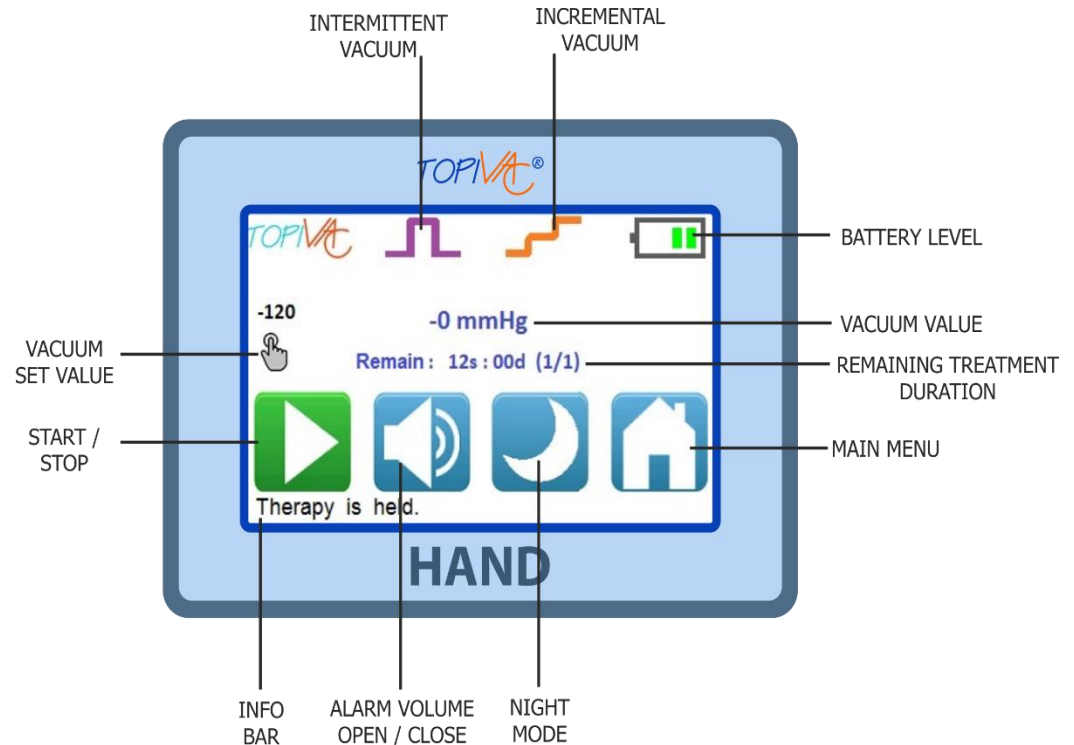 INTERMITTENT
VACUUM
INCREMENTAL
VACUUM
TOPIVAC®
TOPIVAC
BATTERY LEVEL
-120
-0 mmHg
VACUUM VALUE
VACUUM
SET VALUE
Remain : 12s : 00d (1/1)
REMAINING TREATMENT
DURATION
START /
STOP
MAIN MENU
Therapy is held.
HAND
INFO
BAR
ALARM VOLUME
OPEN / CLOSE
NIGHT
MODE